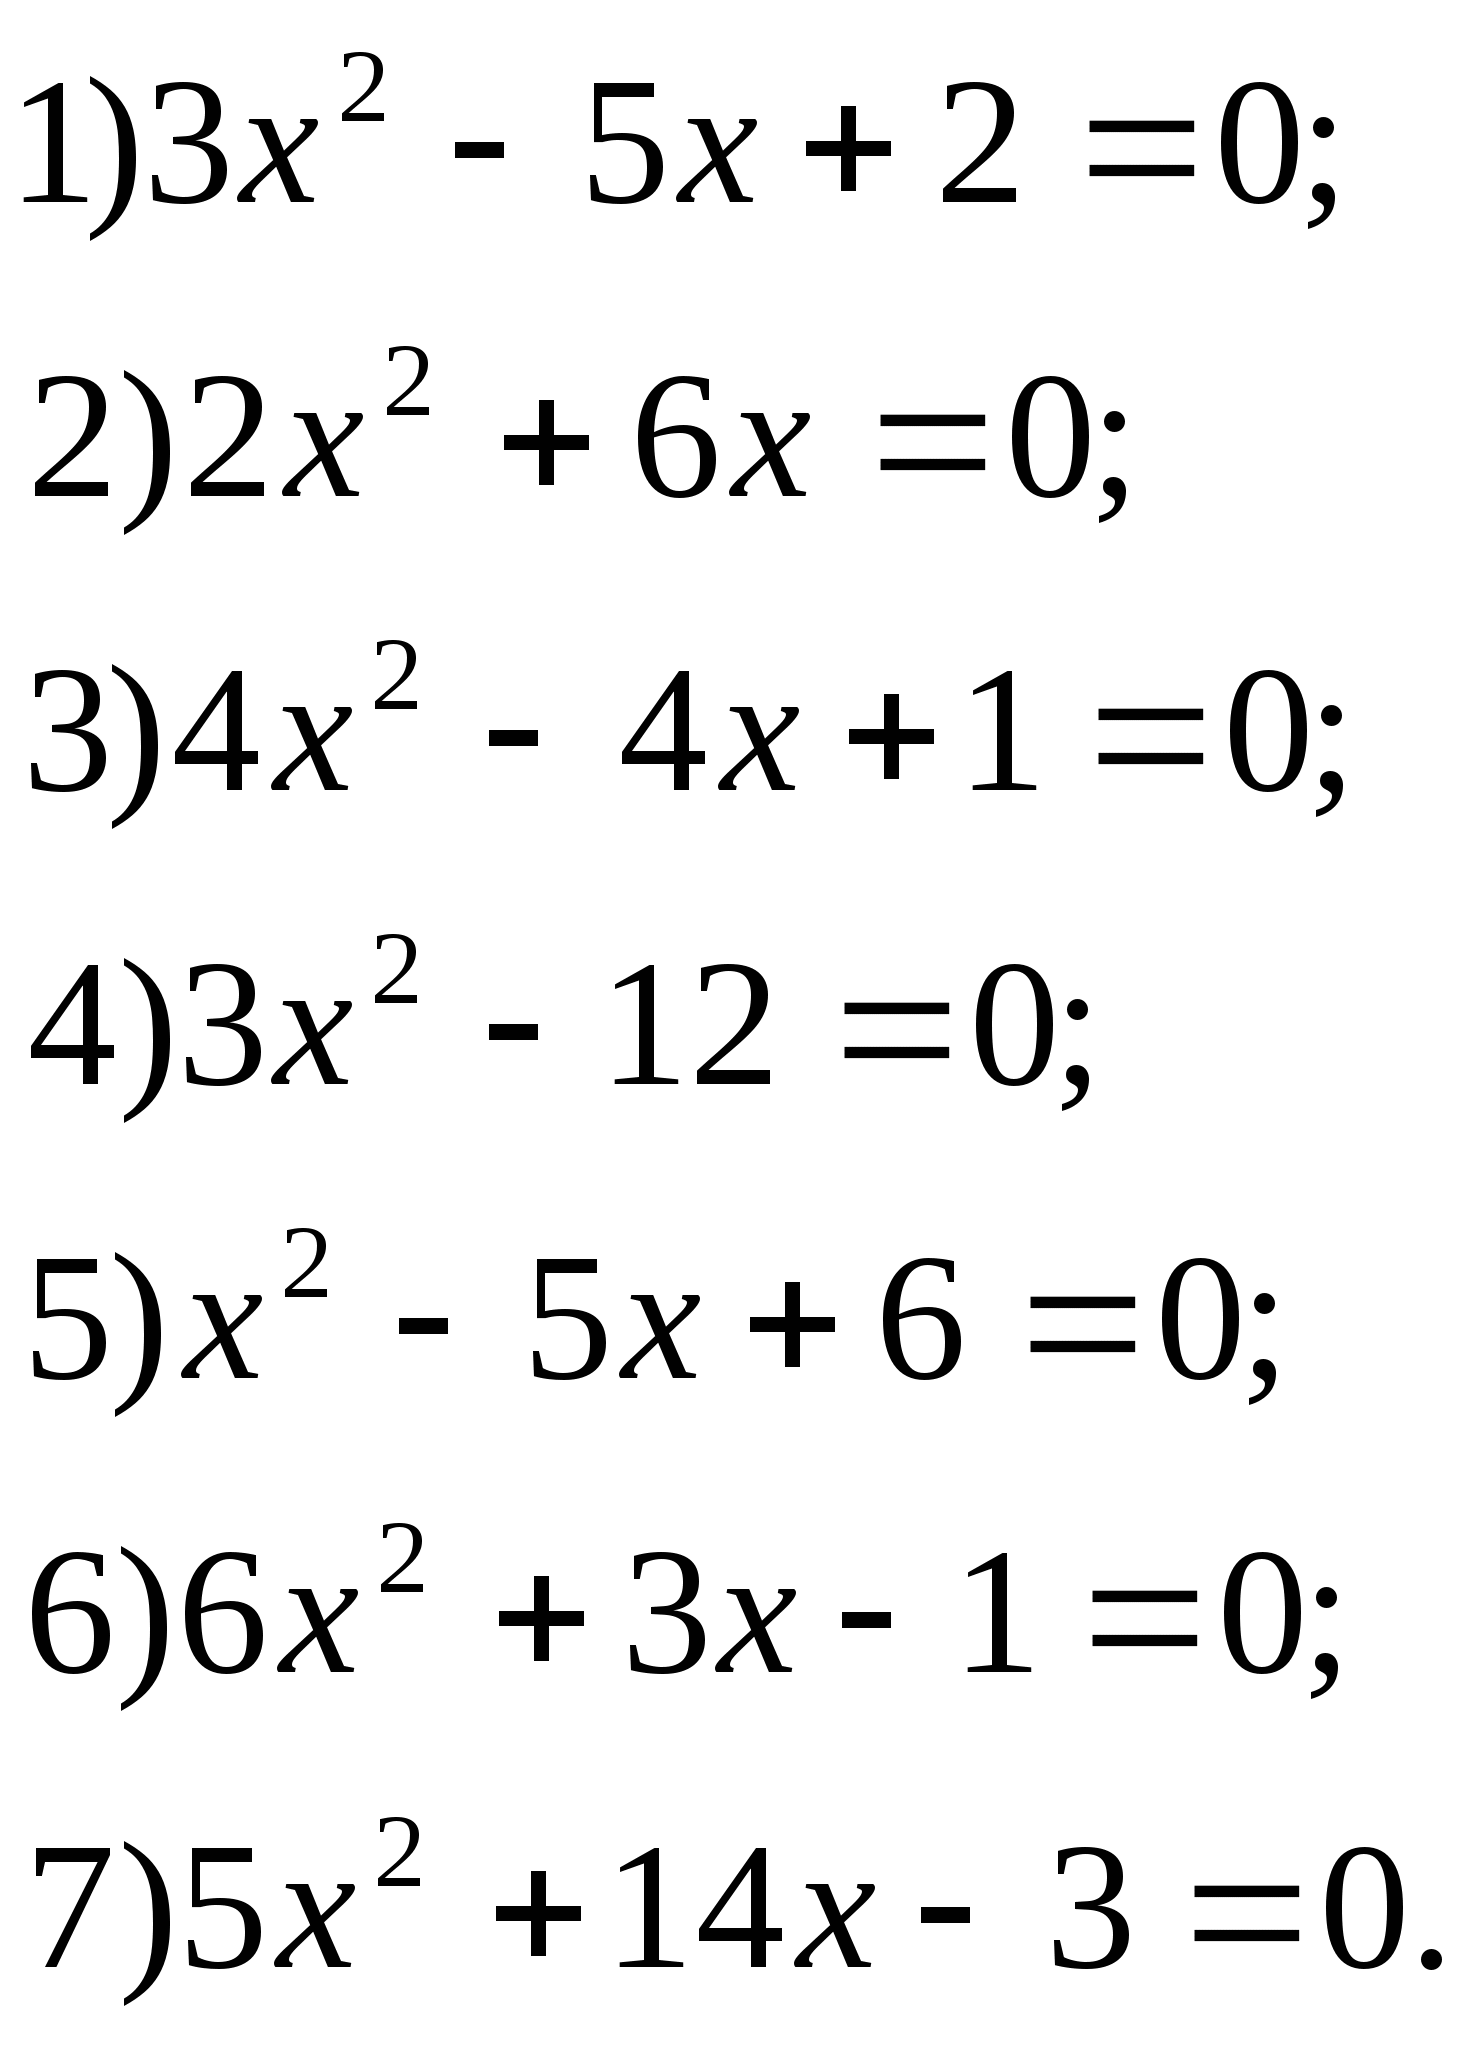 1)3x² - 5x + 2 = 0;
2)2x² + 6x = 0;
3)4x² - 4x + 1 = 0;
4)3x² - 12 = 0;
5)x² - 5x + 6 = 0;
6)6x² + 3x - 1 = 0;
7)5x² + 14x - 3 = 0.